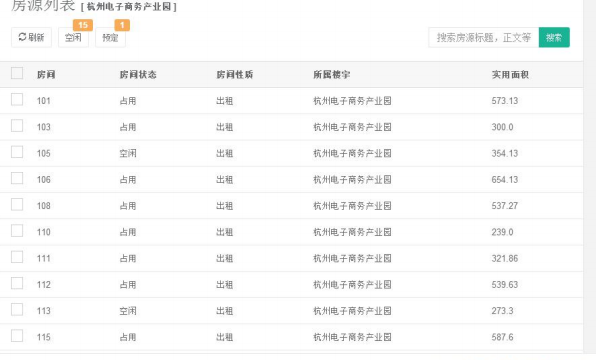 房源列表 [ 杭州电子商务产业园 ]
刷新 空闲 15 预定 1 搜索房源标题，正文等 搜索
房间 房间状态 房间性质 所属楼宇 实用面积
101 占用 出租 杭州电子商务产业园 573.13
103 占用 出租 杭州电子商务产业园 300.0
105 空闲 出租 杭州电子商务产业园 354.13
106 占用 出租 杭州电子商务产业园 654.13
108 占用 出租 杭州电子商务产业园 537.27
110 占用 出租 杭州电子商务产业园 239.0
111 占用 出租 杭州电子商务产业园 321.86
112 占用 出租 杭州电子商务产业园 539.63
113 空闲 出租 杭州电子商务产业园 273.3
115 占用 出租 杭州电子商务产业园 587.6